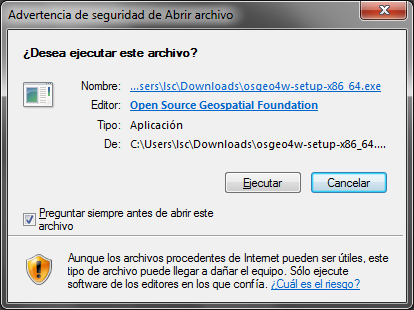 Advertencia de seguridad de Abrir archivo
¿Desea ejecutar este archivo?
Nombre: ...sers\lsc\Downloads\osgeo4w-setup-x86_64.exe
Editor: Open Source Geospatial Foundation
Tipo: Aplicación
De: C:\Users\lsc\Downloads\osgeo4w-setup-x86_64....
Ejecutar Cancelar
Preguntar siempre antes de abrir este
archivo
Aunque los archivos procedentes de Internet pueden ser útiles, este
tipo de archivo puede llegar a dañar el equipo. Sólo ejecute
software de los editores en los que confía. ¿Cuál es el riesgo?